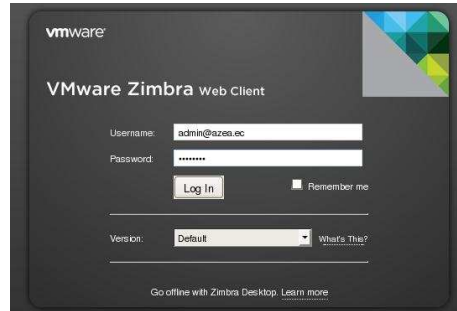 vmware
VMware Zimbra Web Client
Username: admin@azea.ec
Password: ••••••••
Log In Remember me
Version: Default What's This?
Go offline with Zimbra Desktop. Learn more